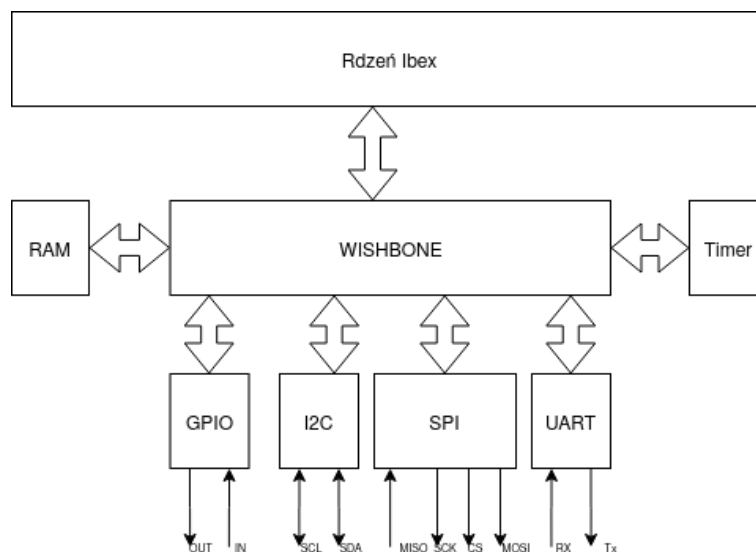 Rdzeń Ibex
RAM
WISHBONE
Timer
GPIO
I2C
SPI
UART
OUT
IN
SCL
SDA
MISO
SCK
CS
MOSI
RX
Tx